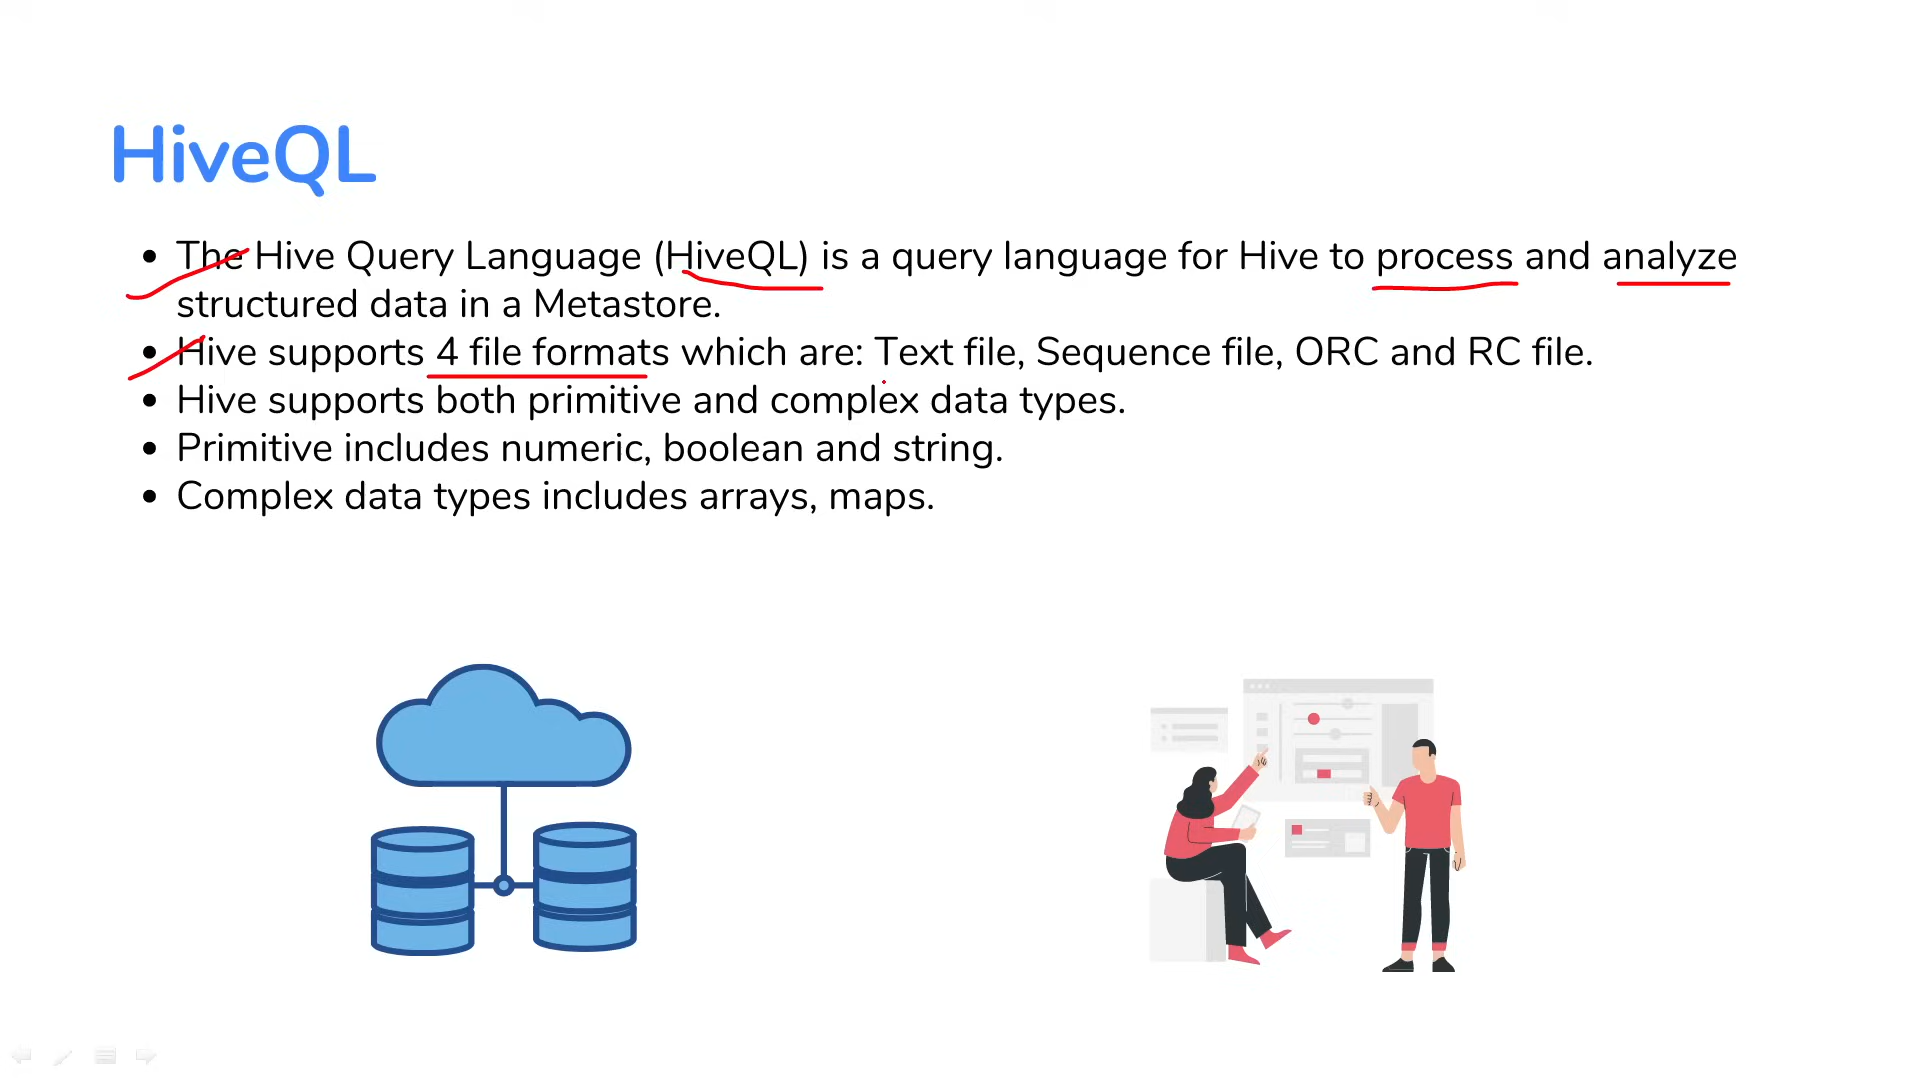 HiveQL
• The Hive Query Language (HiveQL) is a query language for Hive to process and analyze
structured data in a Metastore.
• Hive supports 4 file formats which are: Text file, Sequence file, ORC and RC file.
• Hive supports both primitive and complex data types.
• Primitive includes numeric, boolean and string.
• Complex data types includes arrays, maps.